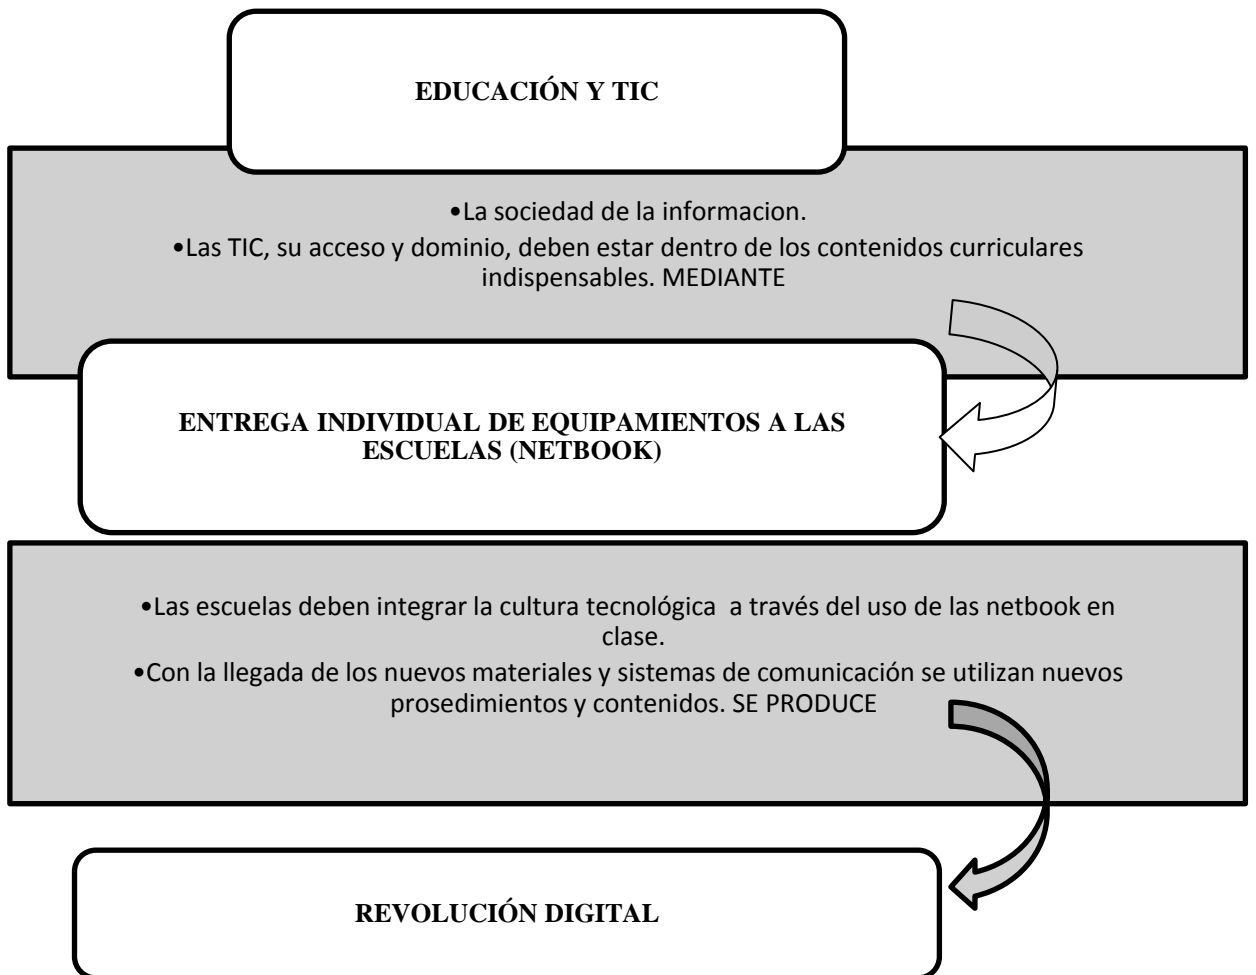 EDUCACIÓN Y TIC
•La sociedad de la informacion.
•Las TIC, su acceso y dominio, deben estar dentro de los contenidos curriculares
indispensables. MEDIANTE
ENTREGA INDIVIDUAL DE EQUIPAMIENTOS A LAS
ESCUELAS (NETBOOK)
•Las escuelas deben integrar la cultura tecnológica  a través del uso de las netbook en
clase.
•Con la llegada de los nuevos materiales y sistemas de comunicación se utilizan nuevos
prosedimientos y contenidos. SE PRODUCE
REVOLUCIÓN DIGITAL